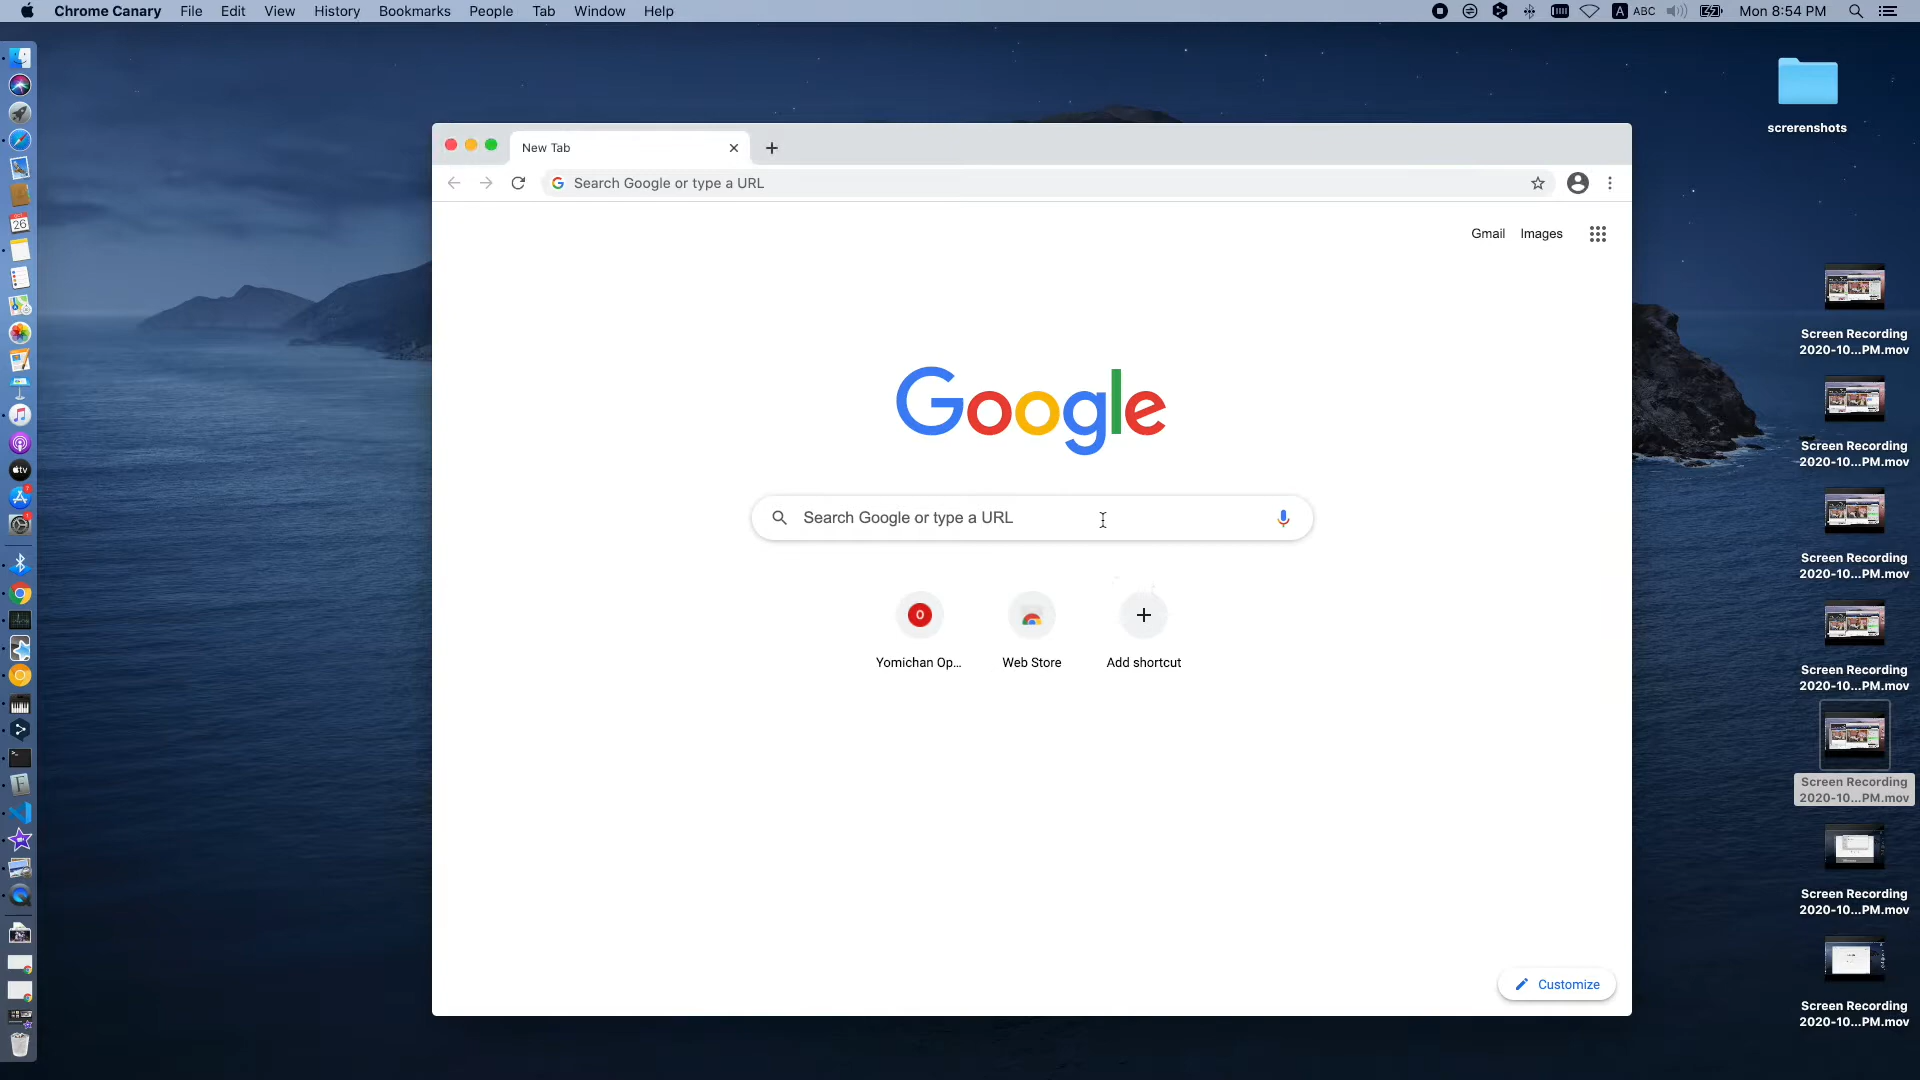 Chrome Canary File Edit View History Bookmarks People Tab Window Help
A ABC Mon 8:54 PM
screrenshots
New Tab
Search Google or type a URL
Gmail Images
Google
Search Google or type a URL
Yomichan Op... Web Store Add shortcut
Customize
Screen Recording
2020-10...PM.mov
Screen Recording
2020-10...PM.mov
Screen Recording
2020-10...PM.mov
Screen Recording
2020-10...PM.mov
Screen Recording
2020-10...PM.mov
Screen Recording
2020-10...PM.mov
Screen Recording
2020-10...PM.mov
26
tv